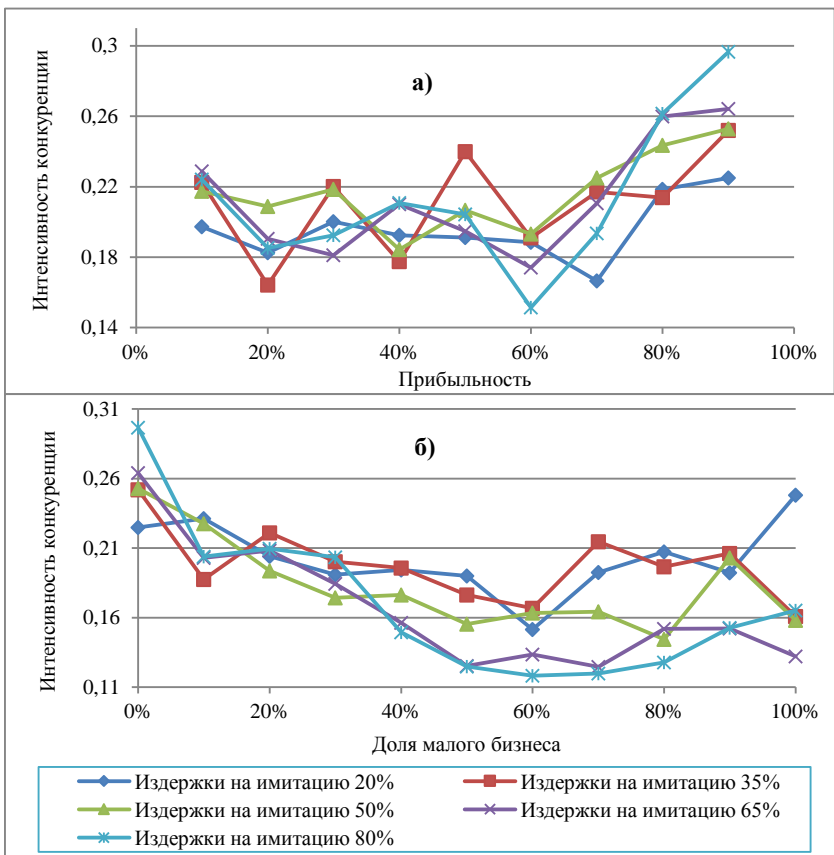 а)
Интенсивность конкуренции
0,3
0,26
0,22
0,18
0,14
0% 20% 40% 60% 80% 100%
Прибыльность
б)
Интенсивность конкуренции
0,31
0,26
0,21
0,16
0,11
0% 20% 40% 60% 80% 100%
Доля малого бизнеса
Издержки на имитацию 20% Издержки на имитацию 35%
Издержки на имитацию 50% Издержки на имитацию 65%
Издержки на имитацию 80%